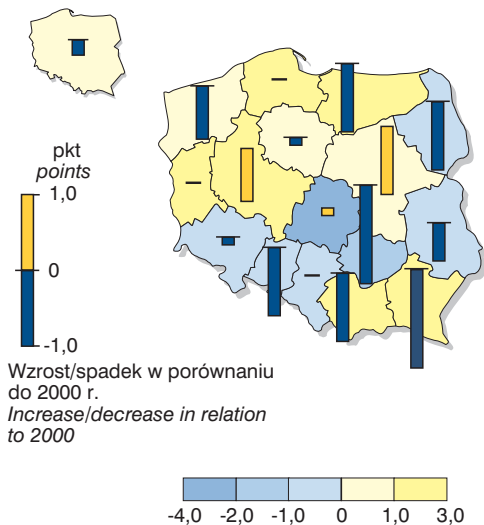 pkt
points
1,0
0
-1,0
Wzrost/spadek w porównaniu
do 2000 r.
Increase/decrease in relation
to 2000
-4,0 -2,0 -1,0 0 1,0 3,0